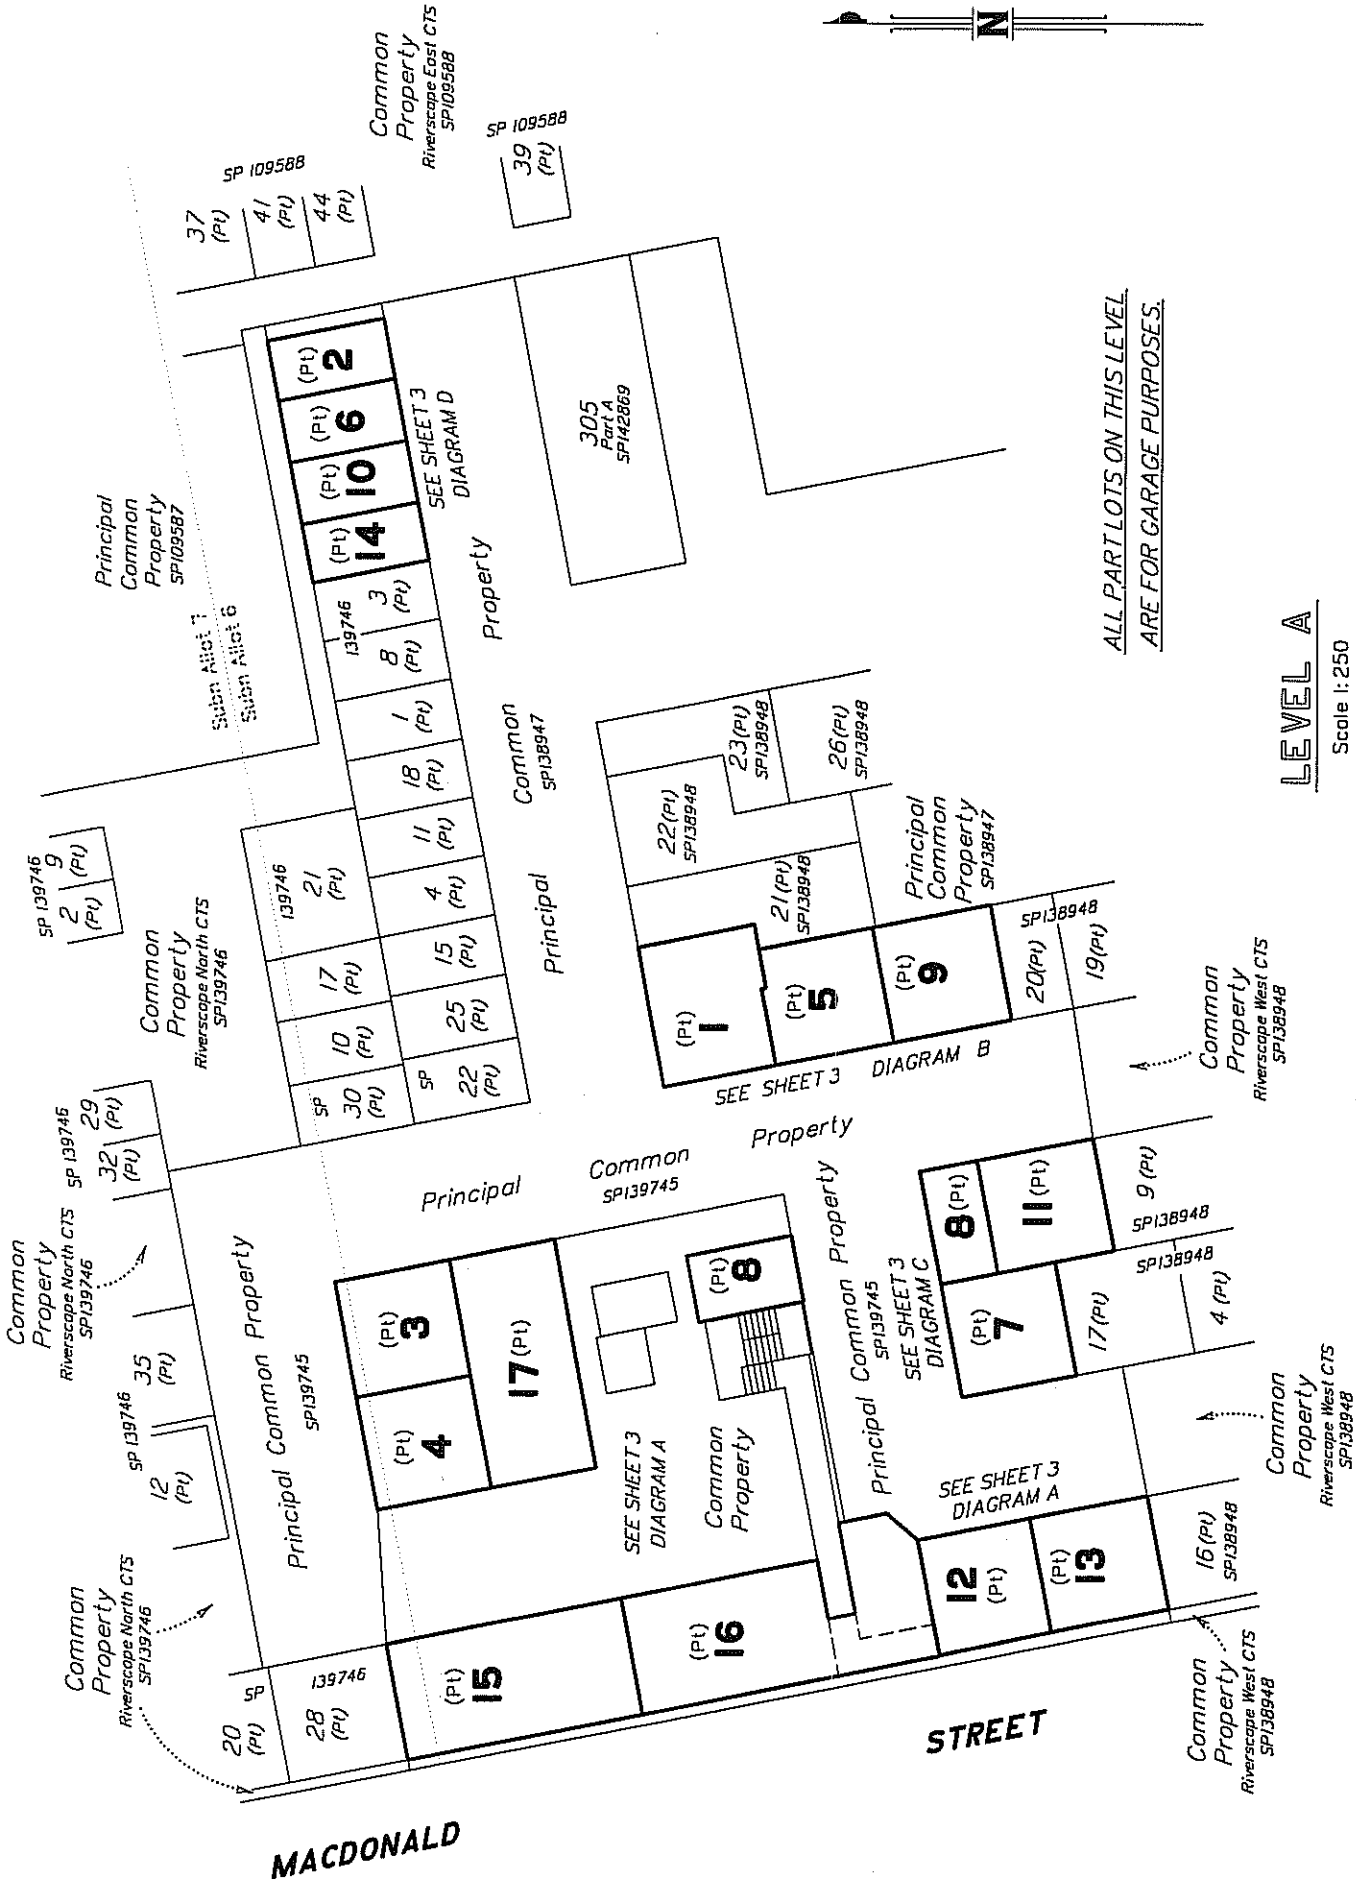 Common
Property
Riverscape East CTS
SP109588
N
SP 109588
37
(Pt)
41
(Pt)
44
(Pt)
SP 109588
39
(Pt)
Principal
Common
Property
SP109587
Subn Allot 7
Subn Allot 6
(Pt)
2
(Pt)
6
(Pt)
10
(Pt)
14
SEE SHEET 3
DIAGRAM D
305
Part A
SP142869
139746
3
(Pt)
8
(Pt)
1
(Pt)
18
(Pt)
11
(Pt)
4
(Pt)
15
(Pt)
25
(Pt)
SP
22
(Pt)
139746
21
(Pt)
17
(Pt)
10
(Pt)
SP
30
(Pt)
Principal
Common
Property
SP138947
SP 139746
2
(Pt)
9
(Pt)
Common
Property
Riverscape North CTS
SP139746
SP 139746
32
(Pt)
29
(Pt)
22(Pt)
SP138948
23(Pt)
SP138948
26(Pt)
SP138948
21(Pt)
SP138948
Principal
Common
Property
SP138947
(Pt)
1
(Pt)
5
(Pt)
9
SEE SHEET 3 DIAGRAM B
SP138948
20(Pt)
19(Pt)
Common
Property
Riverscape West CTS
SP138948
ALL PART LOTS ON THIS LEVEL
ARE FOR GARAGE PURPOSES.
LEVEL A
Scale 1:250
Principal
Common
Property
SP139745
Common
Property
Riverscape North CTS
SP139746
35
(Pt)
SP 139746
12
(Pt)
Principal Common Property
SP139745
(Pt)
3
(Pt)
4
17(Pt)
(Pt)
8
SEE SHEET 3
DIAGRAM A
Common
Property
Principal Common Property
SP139745
SEE SHEET 3
DIAGRAM C
8(Pt)
11(Pt)
(Pt)
7
9(Pt)
SP138948
17(Pt)
SP138948
4(Pt)
Common
Property
Riverscape West CTS
SP138948
Common
Property
Riverscape North CTS
SP139746
SP
20
(Pt)
139746
28
(Pt)
(Pt)
15
(Pt)
16
SEE SHEET 3
DIAGRAM A
12
(Pt)
(Pt)
13
16(Pt)
SP138948
Common
Property
Riverscape West CTS
SP138948
MACDONALD
STREET